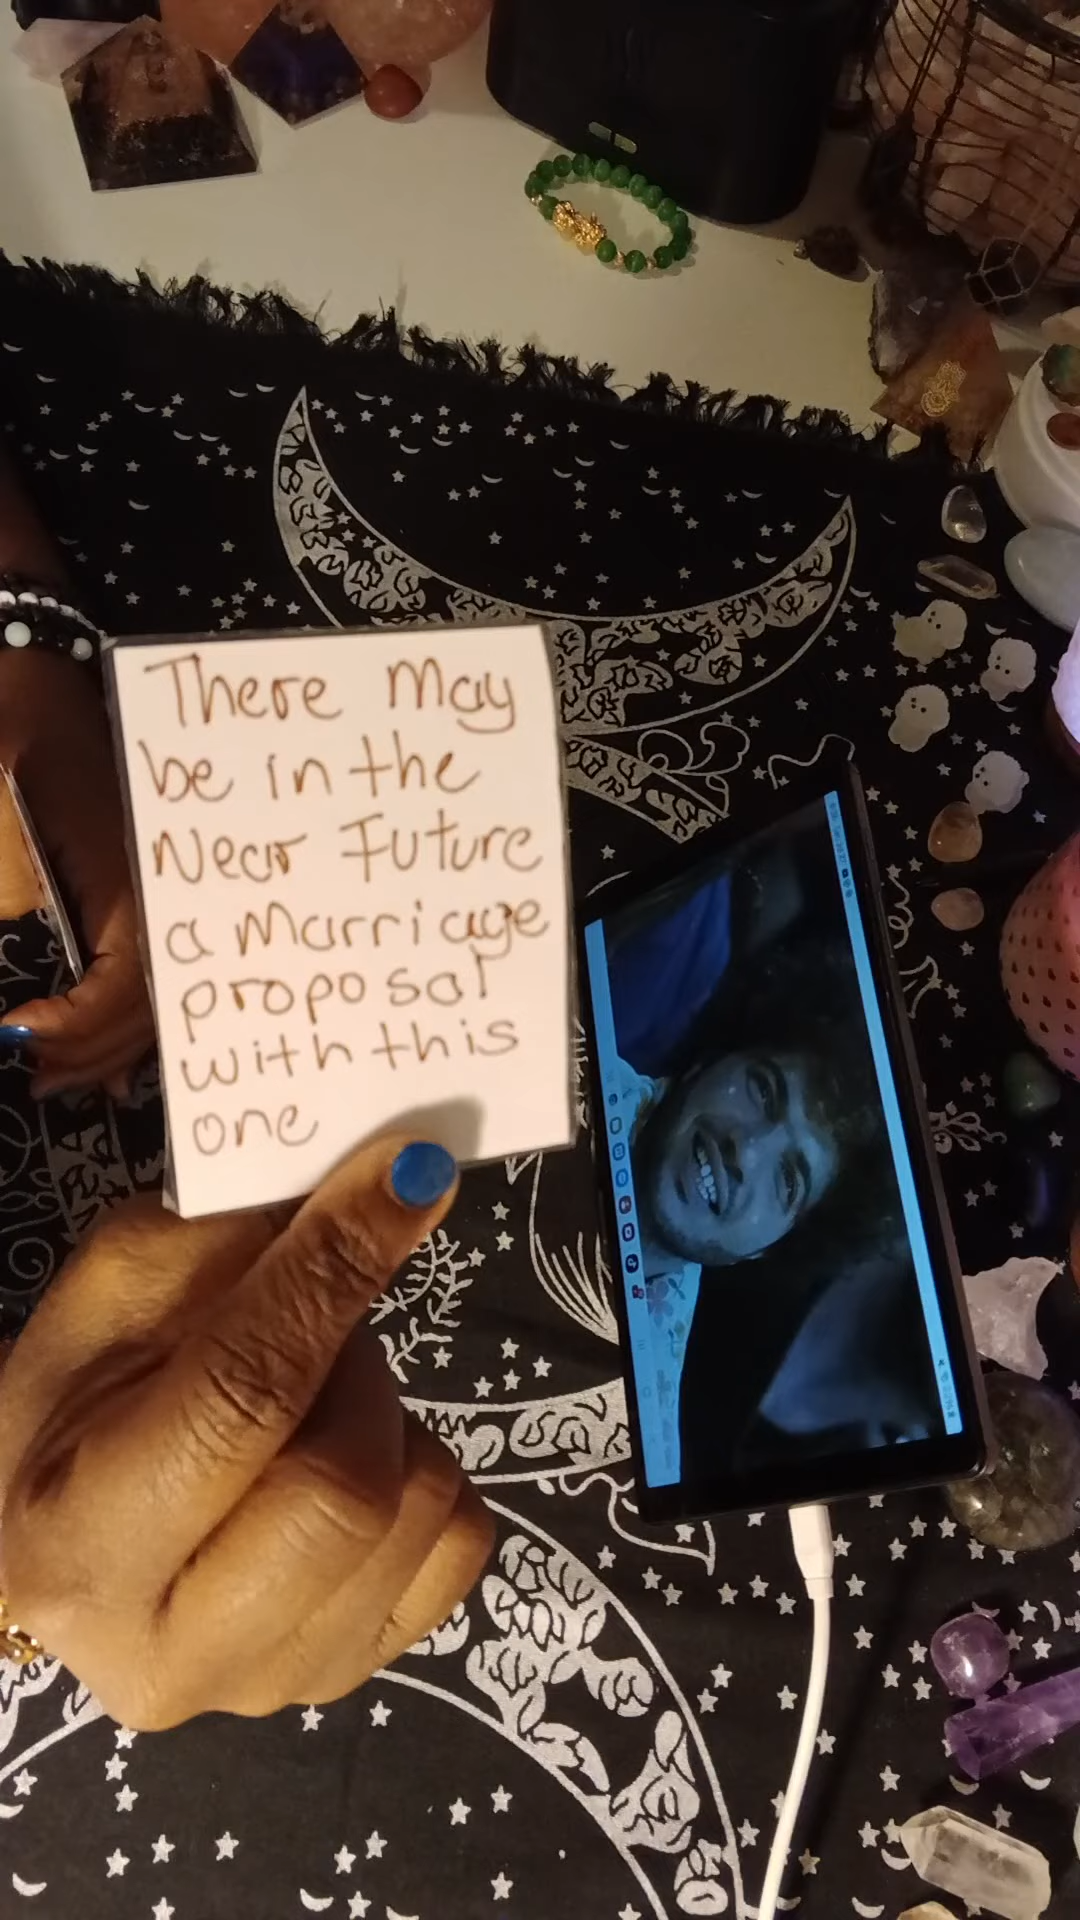 There may
be in the
Near Future
a marriage
proposal
with this
one